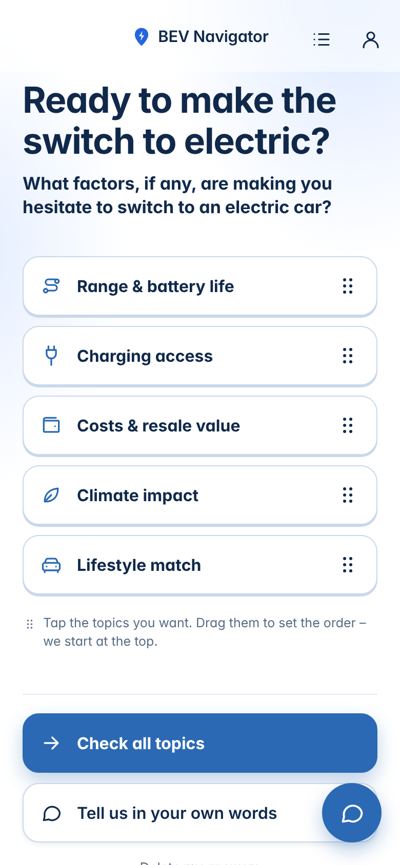 BEV Navigator
Ready to make the
switch to electric?
What factors, if any, are making you
hesitate to switch to an electric car?
Range & battery life
Charging access
Costs & resale value
Climate impact
Lifestyle match
Tap the topics you want. Drag them to set the order –
we start at the top.
Check all topics
Tell us in your own words